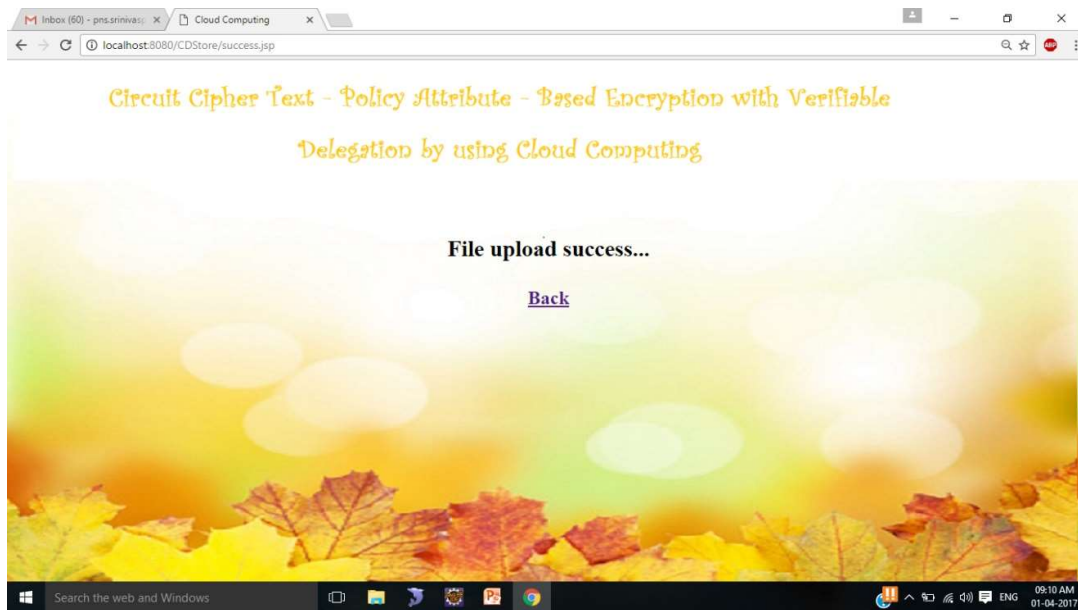 Inbox (60) - pns.srinivas
Cloud Computing
localhost:8080/CDStore/success.jsp
ABP
Circuit Cipher Text - Policy Attribute - Based Encryption with Verifiable
Delegation by using Cloud Computing
File upload success...
Back
Search the web and Windows
ENG
09:10 AM
01-04-2017